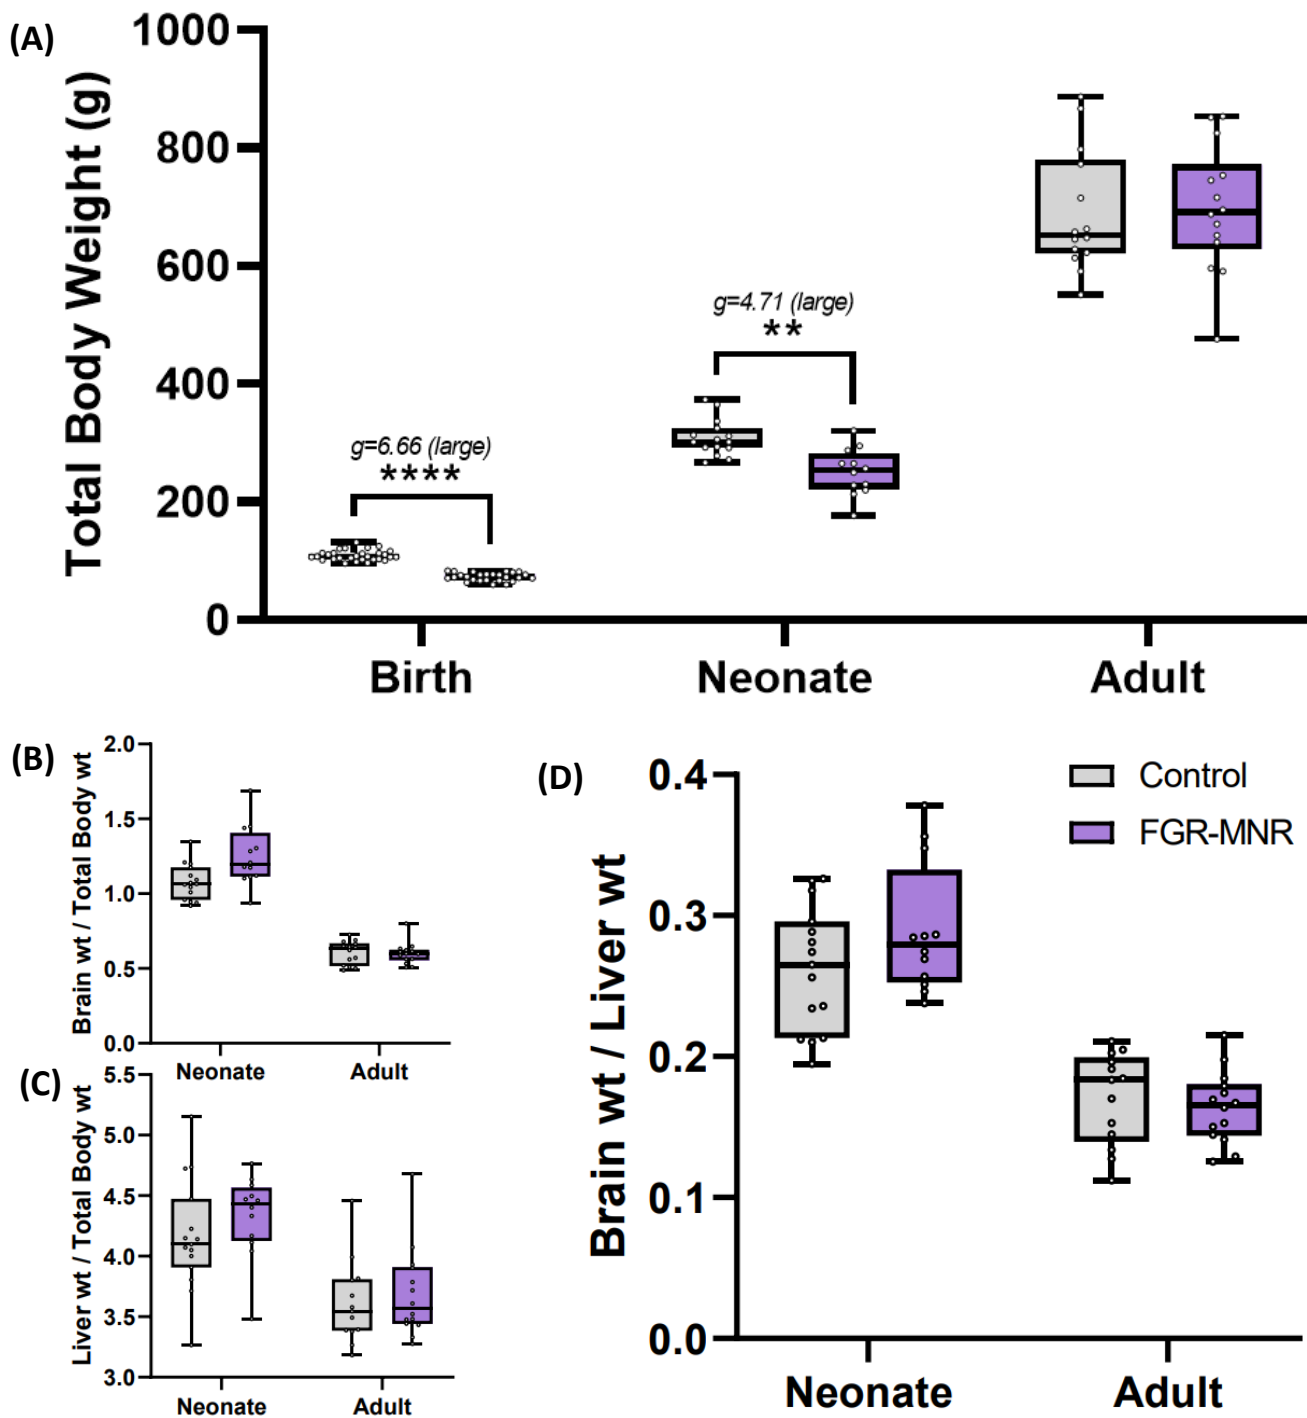 (A)
Total Body Weight (g)
1000
800
600
400
200
0
g=6.66 (large)
****
g=4.71 (large)
**
Birth
Neonate
Adult
(B)
Brain wt / Total Body wt
2.0
1.5
1.0
0.5
0.0
Neonate
Adult
(C)
Liver wt / Total Body wt
5.5
5.0
4.5
4.0
3.5
3.0
Neonate
Adult
(D)
Brain wt / Liver wt
0.4
0.3
0.2
0.1
0.0
Neonate
Adult
Control
FGR-MNR